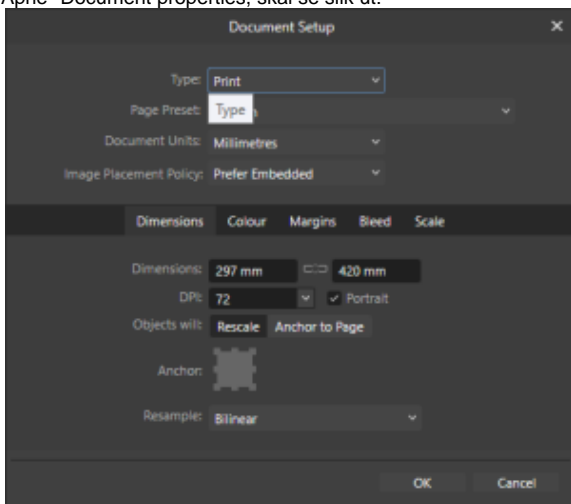 Åpne "Document properties, skal se slik ut:
Document Setup
Type: Print
Page Preset:
Type
Document Units: Millimetres
Image Placement Policy: Prefer Embedded
Dimensions Colour Margins Bleed Scale
Dimensions: 297 mm 420 mm
DPI: 72 Portrait
Objects will: Rescale Anchor to Page
Anchor:
Resample: Bilinear
OK Cancel